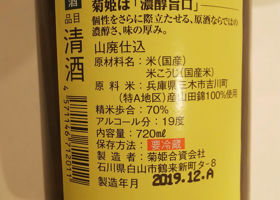 酒
菊姫は「濃醇旨口」
個性をさらに際立たせる、原酒ならではの
濃醇さ、味の厚み。
品目
清酒
山廃仕込
原材料名：米(国産)
米こうじ(国産米)
原料米：兵庫県三木市吉川町
(特A地区)産山田錦100%使用
精米歩合：70%
アルコール分：19度
内容量：720㎖
保存方法：要冷蔵
製造者：菊姫合資会社
石川県白山市鶴来新町タ-8
製造年月 2019.12.A
4571146712011